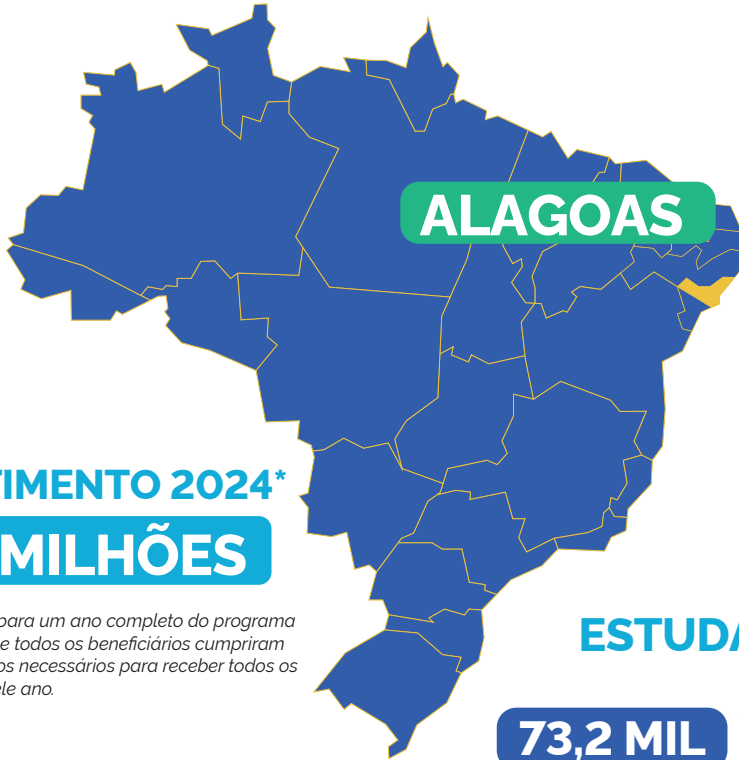 ALAGOAS
TIMENTO 2024*
MILHÕES
para um ano completo do programa
e todos os beneficiários cumpriram
os necessários para receber todos os
ele ano.
ESTUDA
73,2 MIL